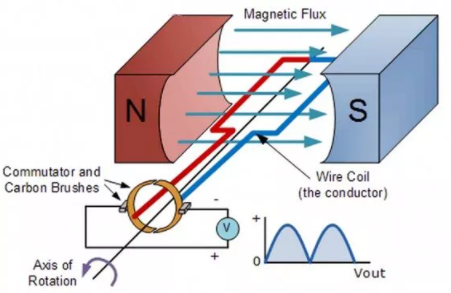 Magnetic Flux
N
S
Commutator and
Carbon Brushes
Wire Coil
(the conductor)
-
V
+
+
0
Vout
Axis of
Rotation